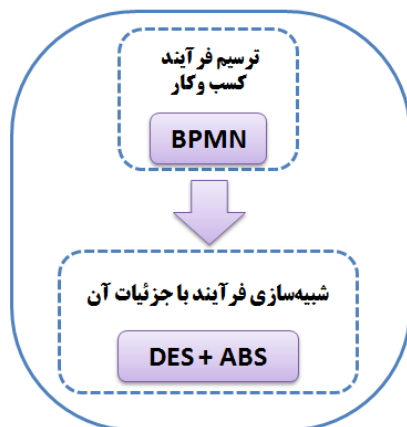 ترسیم فرآیند
کسب وکار
BPMN
شبیه‌سازی فرآیند با جزئیات آن
DES + ABS